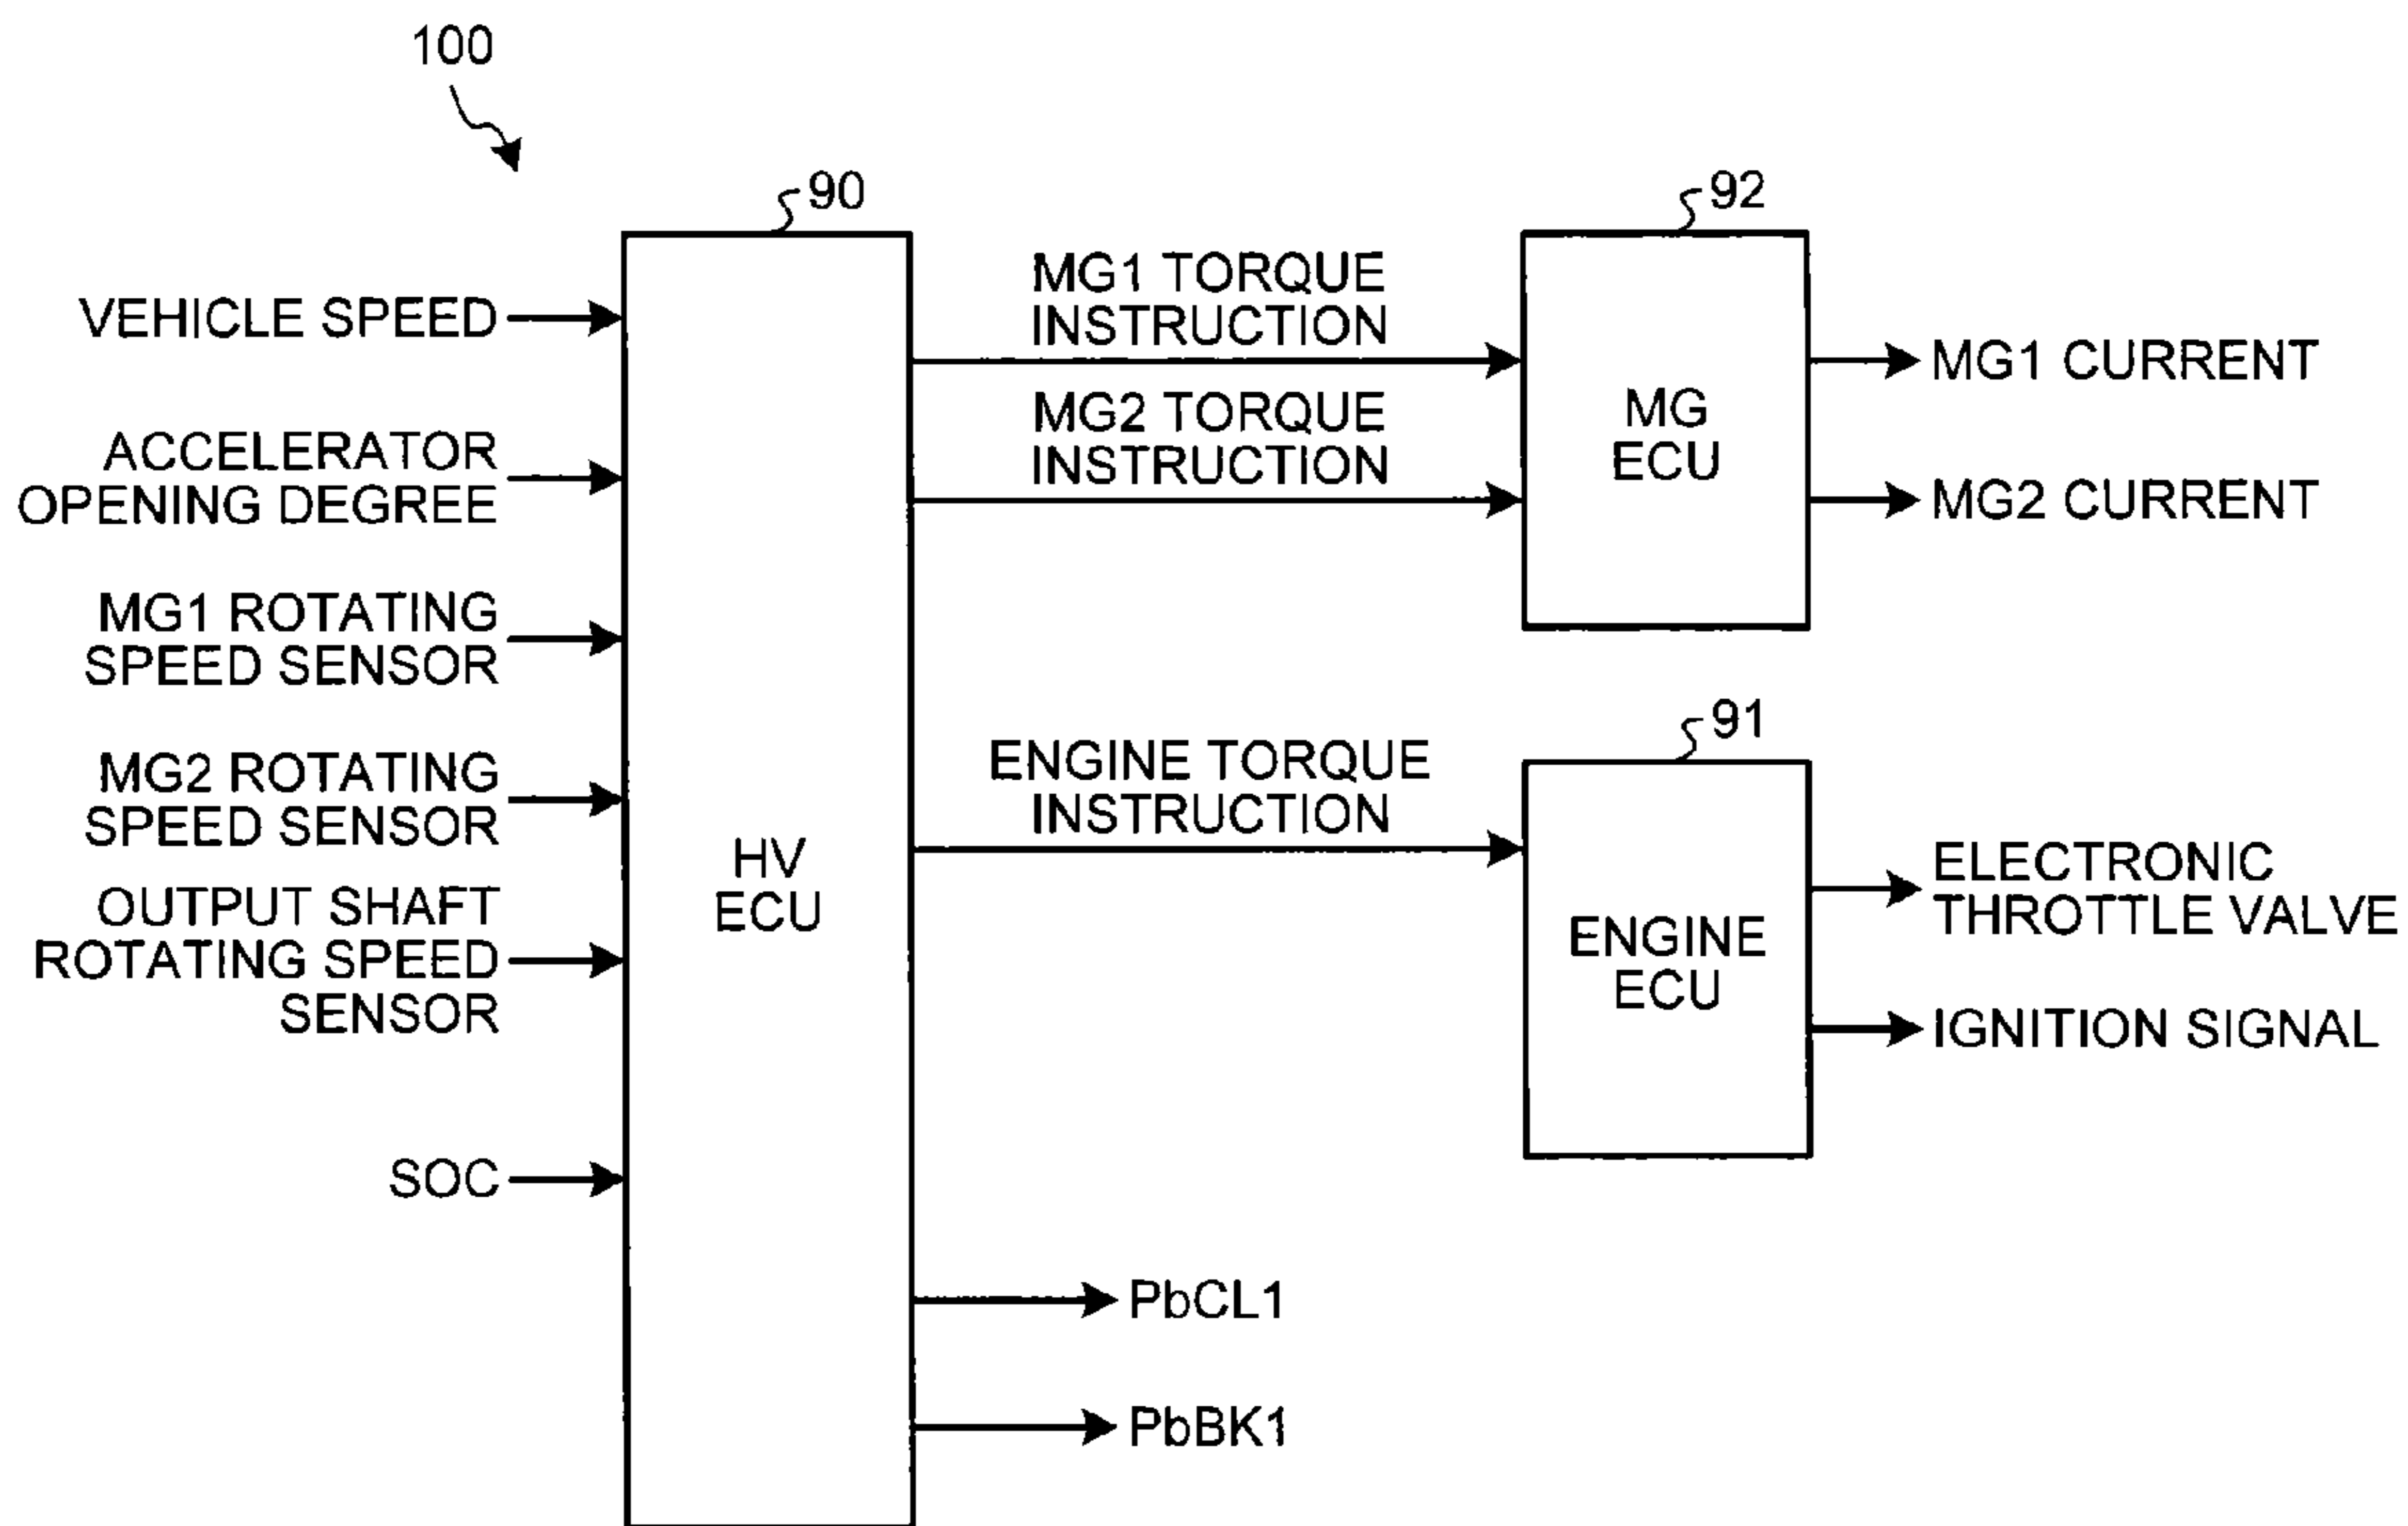 100
90
92
VEHICLE SPEED
ACCELERATOR
OPENING DEGREE
MG1 ROTATING
SPEED SENSOR
MG2 ROTATING
SPEED SENSOR
OUTPUT SHAFT
ROTATING SPEED
SENSOR
SOC
HV
ECU
MG1 TORQUE
INSTRUCTION
MG2 TORQUE
INSTRUCTION
ENGINE TORQUE
INSTRUCTION
PbCL1
PbBK1
MG
ECU
MG1 CURRENT
MG2 CURRENT
91
ENGINE
ECU
ELECTRONIC
THROTTLE VALVE
IGNITION SIGNAL